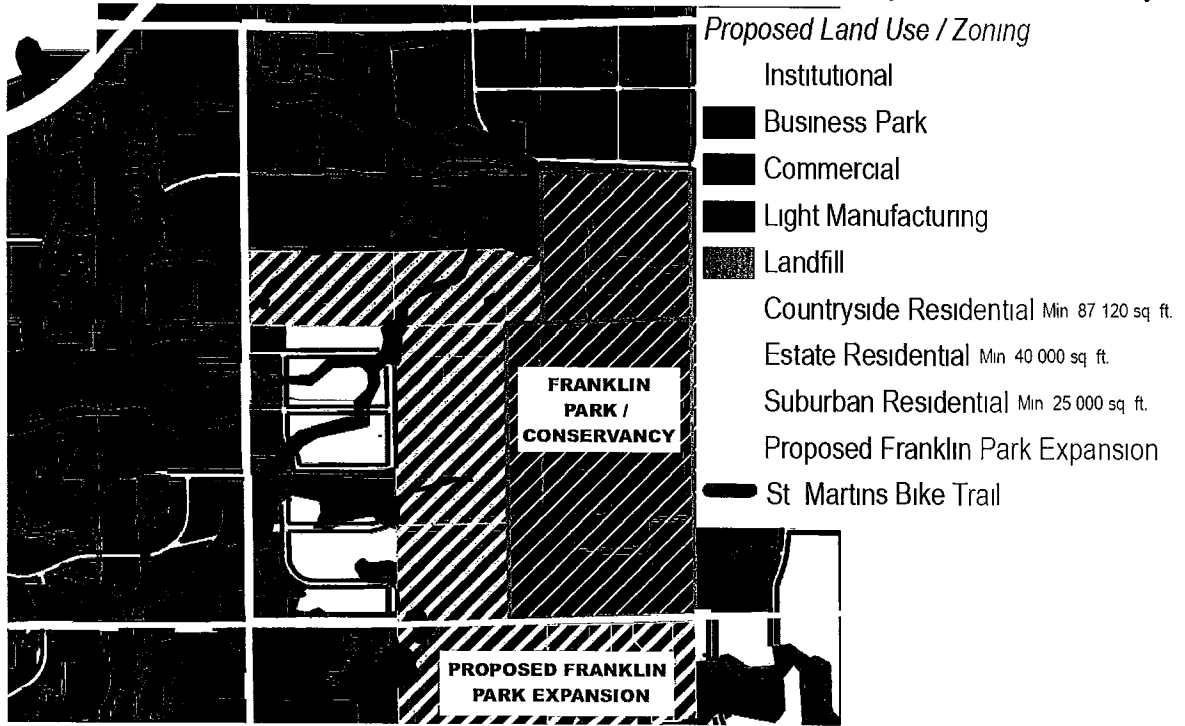 Proposed Land Use / Zoning
Institutional
Business Park
Commercial
Light Manufacturing
Landfill
Countryside Residential Min 87 120 sq ft.
Estate Residential Min 40 000 sq ft.
Suburban Residential Min 25 000 sq ft.
Proposed Franklin Park Expansion
St Martins Bike Trail
FRANKLIN
PARK /
CONSERVANCY
PROPOSED FRANKLIN
PARK EXPANSION